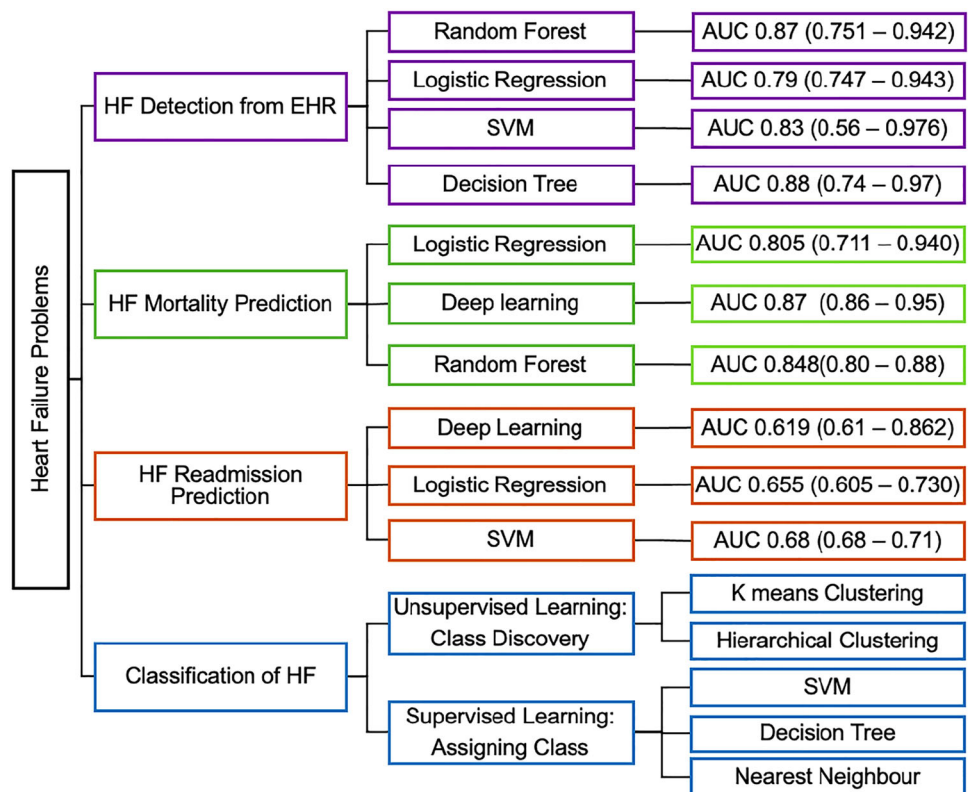 Heart Failure Problems
HF Detection from EHR
Random Forest
AUC 0.87 (0.751 – 0.942)
Logistic Regression
AUC 0.79 (0.747 – 0.943)
SVM
AUC 0.83 (0.56 – 0.976)
Decision Tree
AUC 0.88 (0.74 – 0.97)
HF Mortality Prediction
Logistic Regression
AUC 0.805 (0.711 – 0.940)
Deep learning
AUC 0.87 (0.86 – 0.95)
Random Forest
AUC 0.848(0.80 – 0.88)
HF Readmission
Prediction
Deep Learning
AUC 0.619 (0.61 – 0.862)
Logistic Regression
AUC 0.655 (0.605 – 0.730)
SVM
AUC 0.68 (0.68 – 0.71)
Classification of HF
Unsupervised Learning:
Class Discovery
K means Clustering
Hierarchical Clustering
Supervised Learning:
Assigning Class
SVM
Decision Tree
Nearest Neighbour